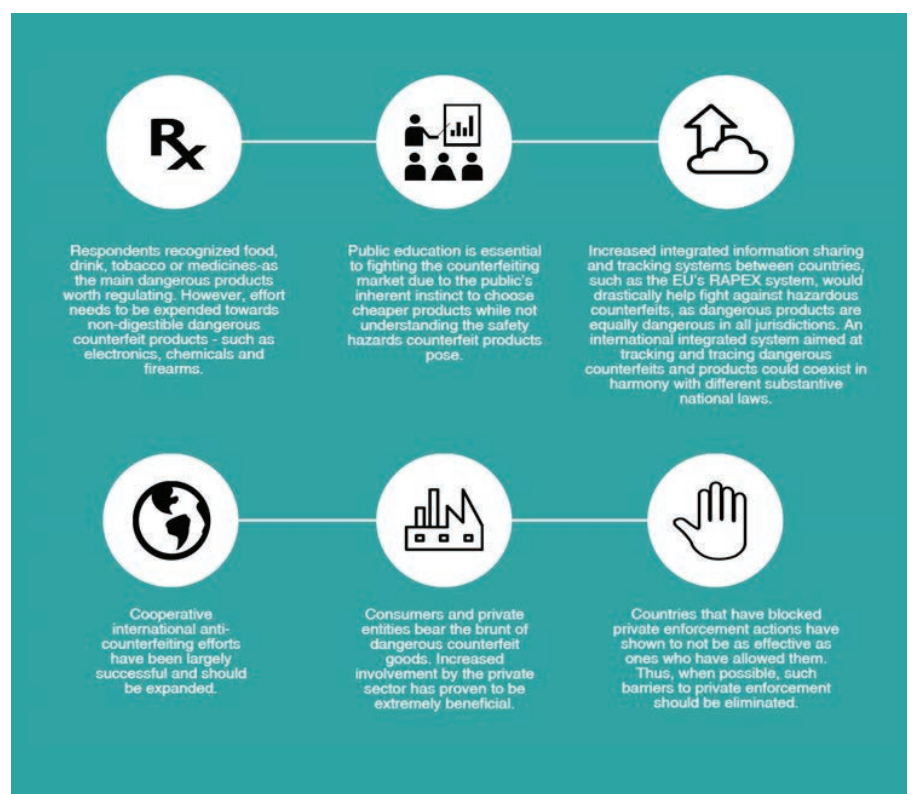 Rx
Respondents recognized food,
drink, tobacco or medicines-as
the main dangerous products
worth regulating. However, effort
needs to be expended towards
non-digestible dangerous
counterfeit products - such as
electronics, chemicals and
firearms.
Public education is essential
to fighting the counterfeiting
market due to the public's
inherent instinct to choose
cheaper products while not
understanding the safety
hazards counterfeit products
pose.
Increased integrated information sharing
and tracking systems between countries,
such as the EU's RAPEX system, would
drastically help fight against hazardous
counterfeits, as dangerous products are
equally dangerous in all jurisdictions. An
international integrated system aimed at
tracking and tracing dangerous
counterfeits and products could coexist in
harmony with different substantive
national laws.
Cooperative
international anti-
counterfeiting efforts
have been largely
successful and should
be expanded.
Consumers and private
entities bear the brunt of
dangerous counterfeit
goods. Increased
involvement by the private
sector has proven to be
extremely beneficial.
Countries that have blocked
private enforcement actions have
shown to not be as effective as
ones who have allowed them.
Thus, when possible, such
barriers to private enforcement
should be eliminated.